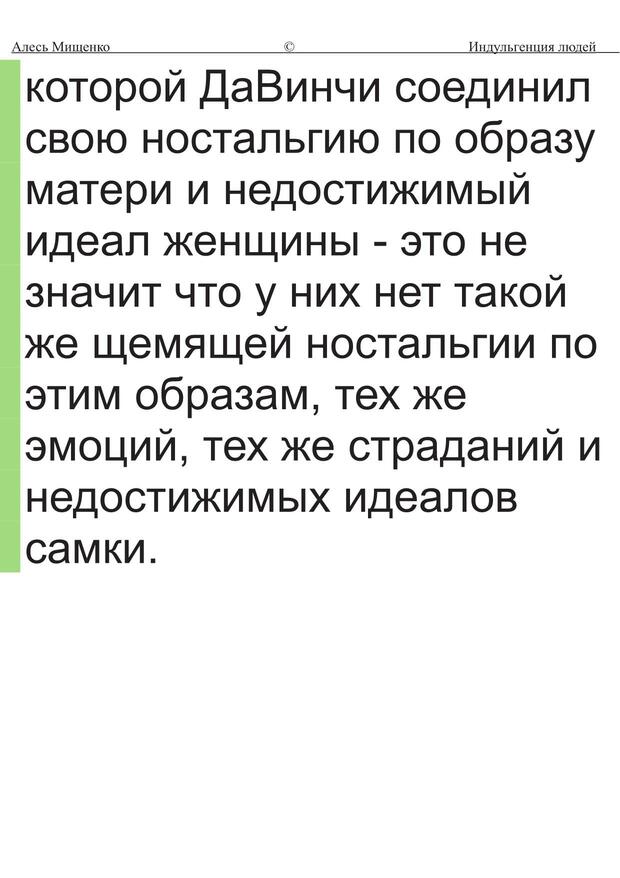 Алесь Мищенко © Индульгенция людей
которой ДаВинчи соединил
свою ностальгию по образу
матери и недостижимый
идеал женщины - это не
значит что у них нет такой
же щемящей ностальгии по
этим образам, тех же
эмоций, тех же страданий и
недостижимых идеалов
самки.